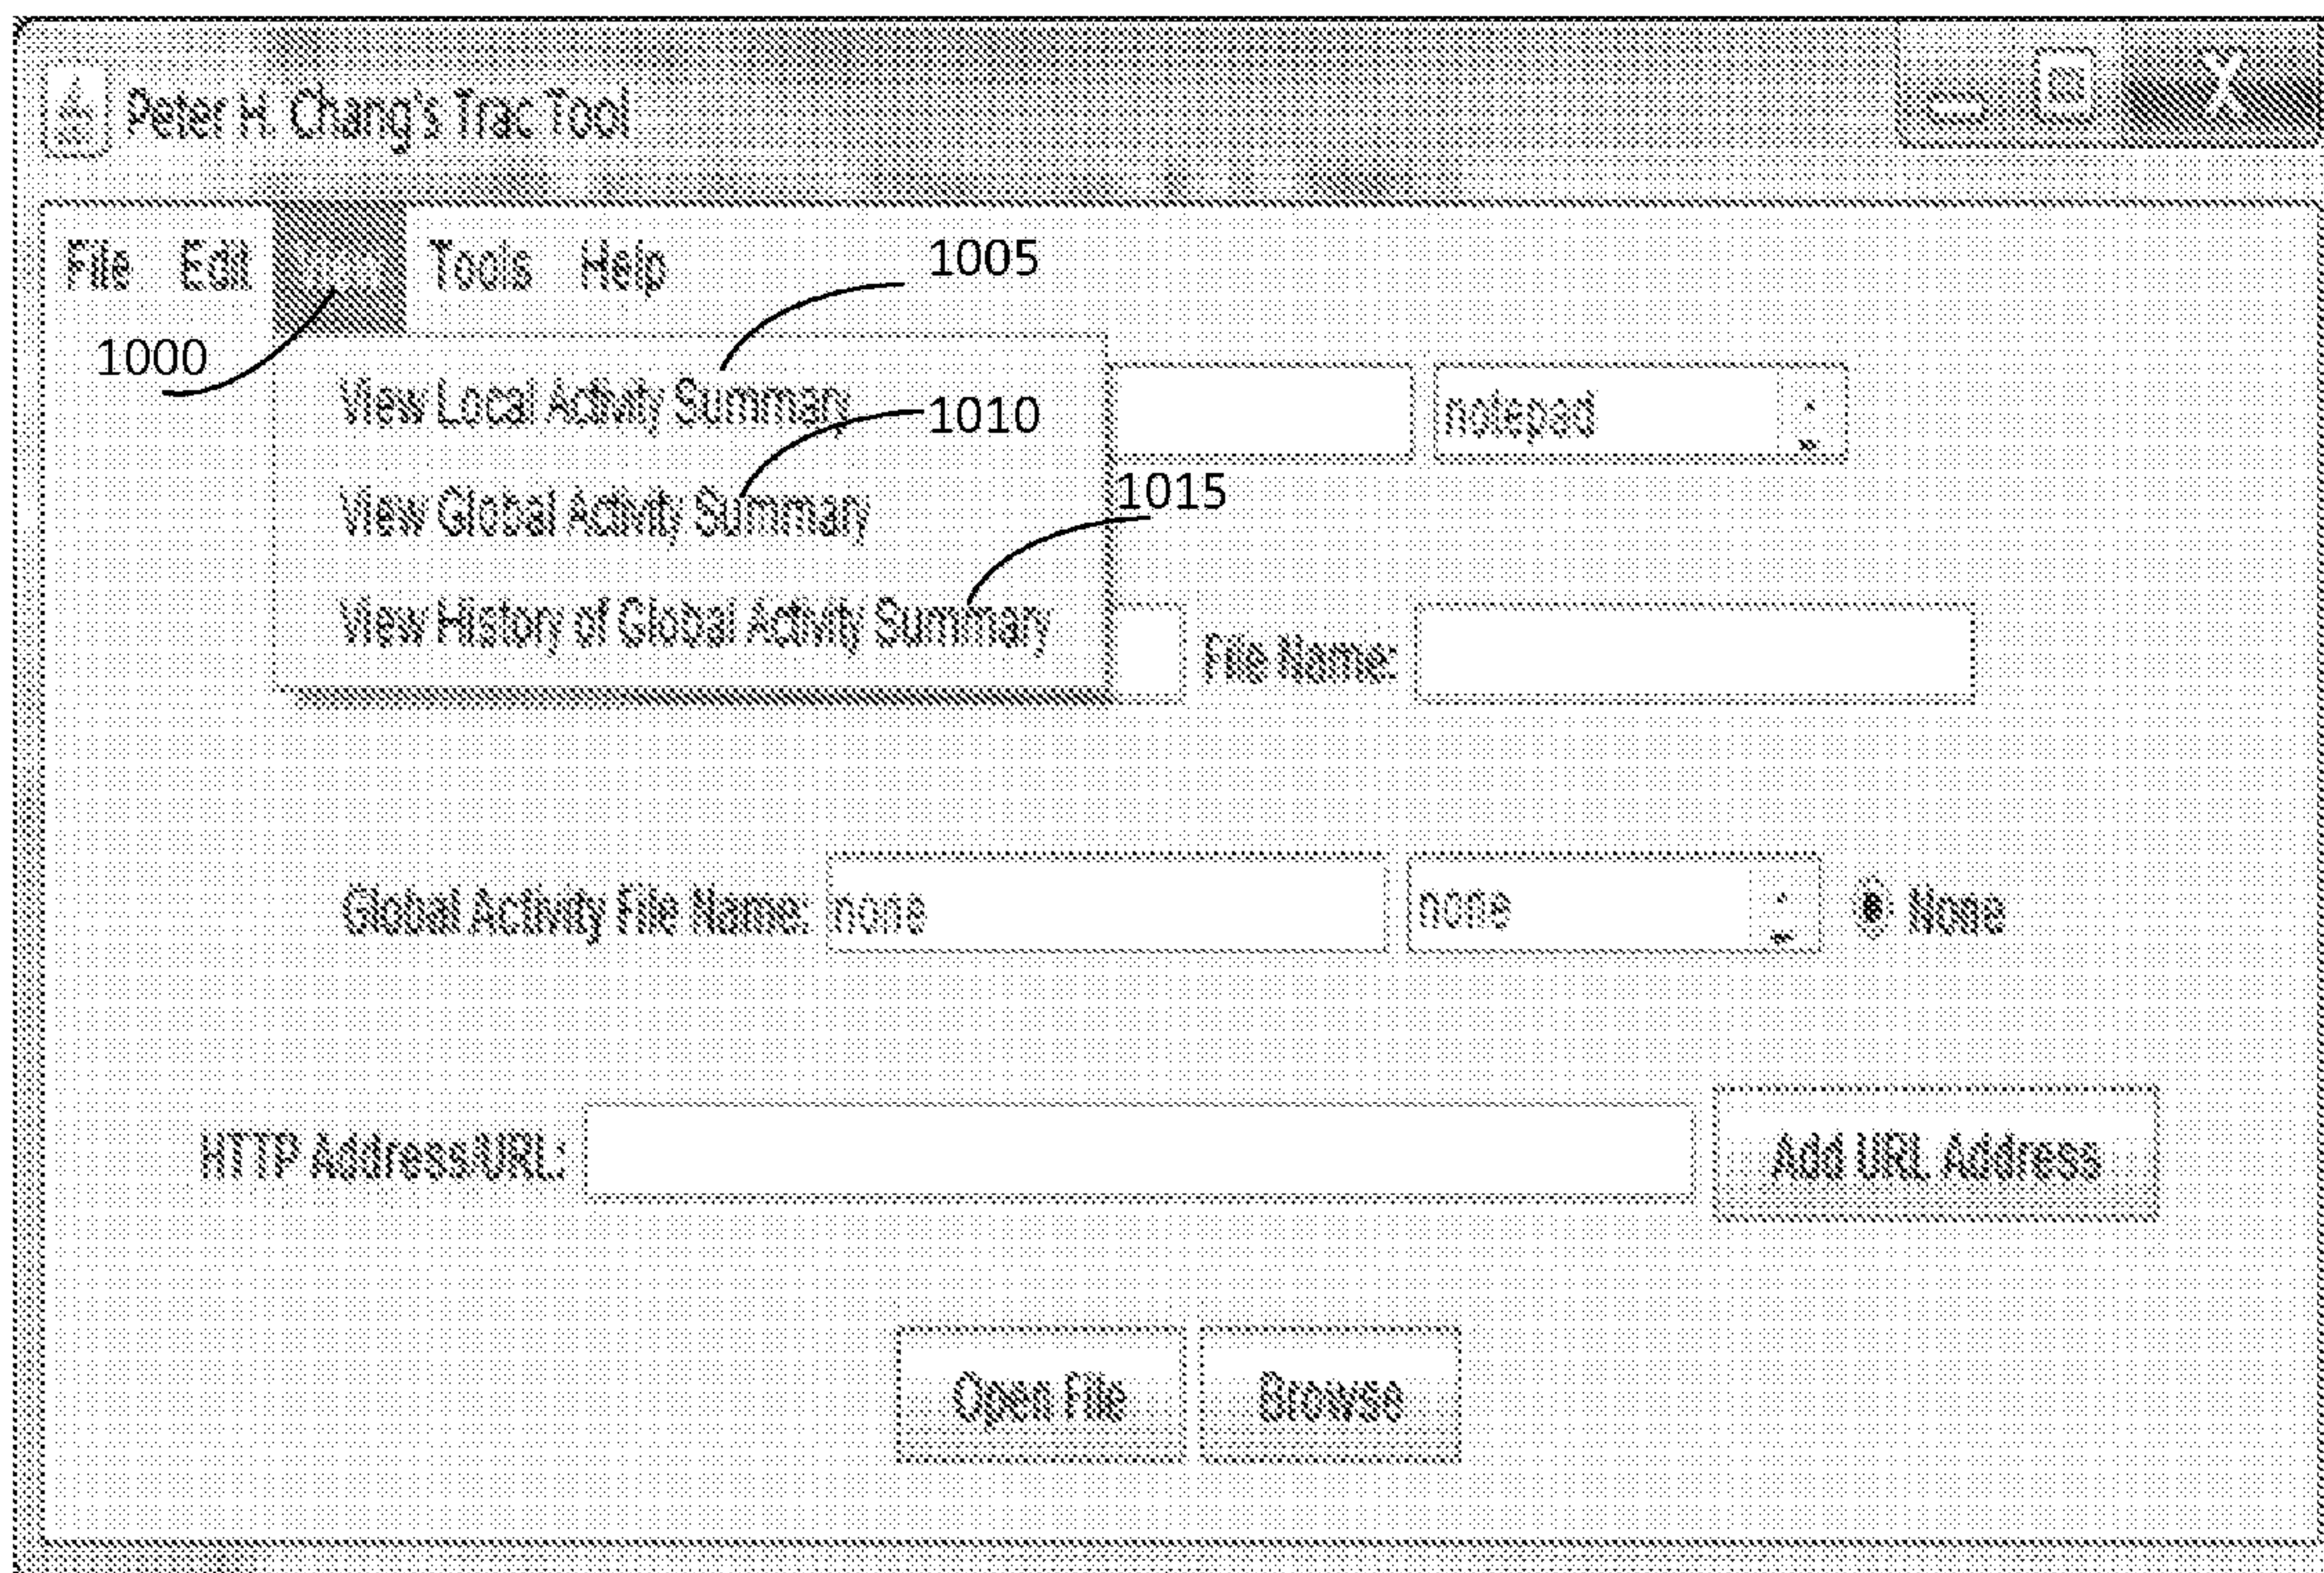 Peter H. Chang's Trac Tool
File Edit Tools Help
1005
1000
View Local Activity Summary
1010
notepad
View Global Activity Summary
1015
View History of Global Activity Summary
File Name:
Global Activity File Name: none none None
HTTP Address/URL: Add URL Address
Open File Browse